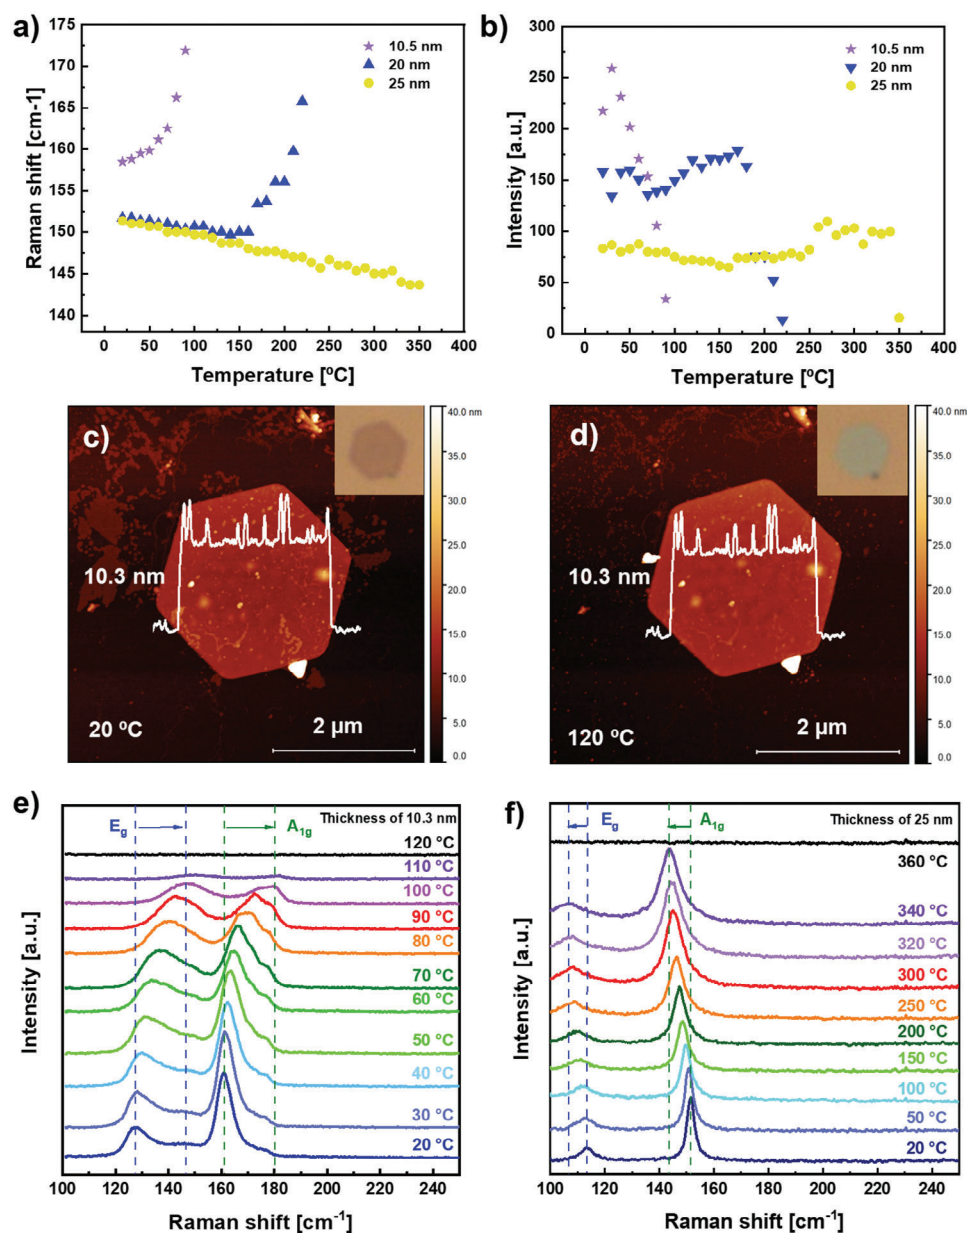 a)
175
170
165
160
155
150
145
140
Raman shift [cm-1]
10.5 nm
20 nm
25 nm
0 50 100 150 200 250 300 350 400
Temperature [ºC]
b)
300
250
200
150
100
50
0
Intensity [a.u.]
10.5 nm
20 nm
25 nm
0 50 100 150 200 250 300 350 400
Temperature [ºC]
c)
10.3 nm
20 ºC
2 µm
40.0 nm
35.0
30.0
25.0
20.0
15.0
10.0
5.0
0.0
d)
10.3 nm
120 ºC
2 µm
40.0 nm
35.0
30.0
25.0
20.0
15.0
10.0
5.0
0.0
e)
Eg
A1g
Thickness of 10.3 nm
120 °C
110 °C
100 °C
90 °C
80 °C
70 °C
60 °C
50 °C
40 °C
30 °C
20 °C
Intensity [a.u.]
100 120 140 160 180 200 220 240
Raman shift [cm-1]
f)
Eg
A1g
Thickness of 25 nm
360 °C
340 °C
320 °C
300 °C
250 °C
200 °C
150 °C
100 °C
50 °C
20 °C
Intensity [a.u.]
100 120 140 160 180 200 220 240
Raman shift [cm-1]